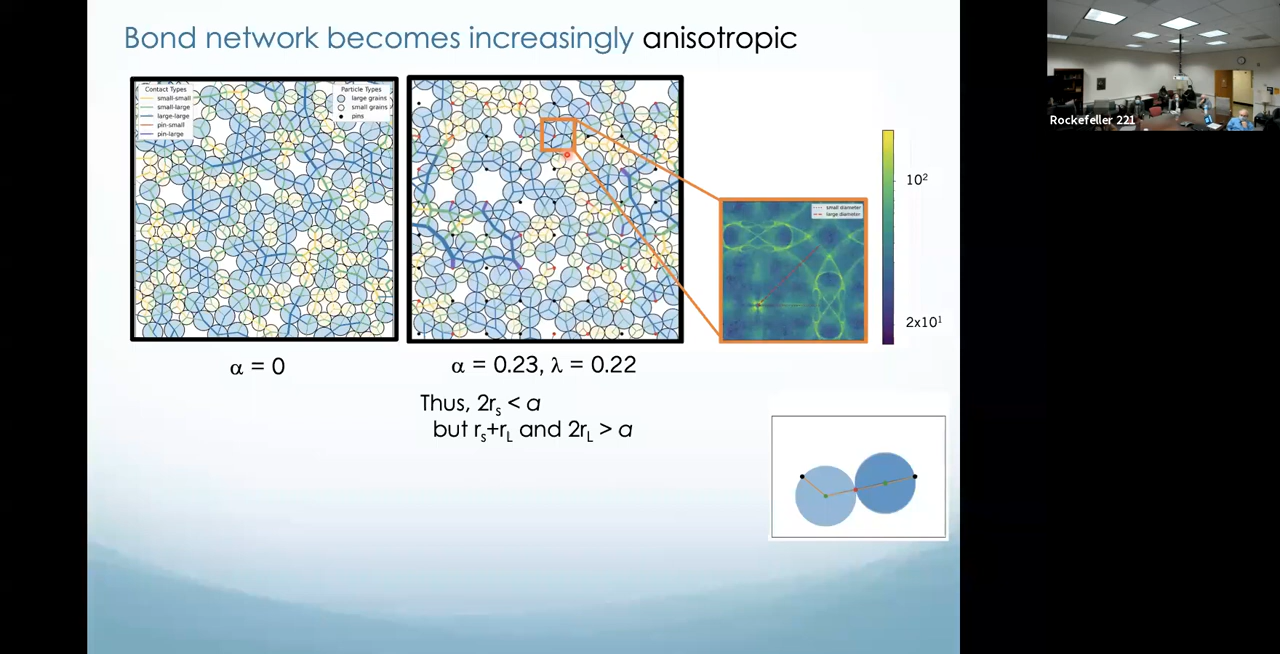 Bond network becomes increasingly anisotropic
Contact Types
small-small
small-large
large-large
pin-small
pin-large
Particle Types
large grains
small grains
pins
small diameter
large diameter
10²
2x10¹
α = 0
α = 0.23, λ = 0.22
Thus, 2rₛ < a
but rₛ+r_L and 2r_L > a
Rockefeller 221